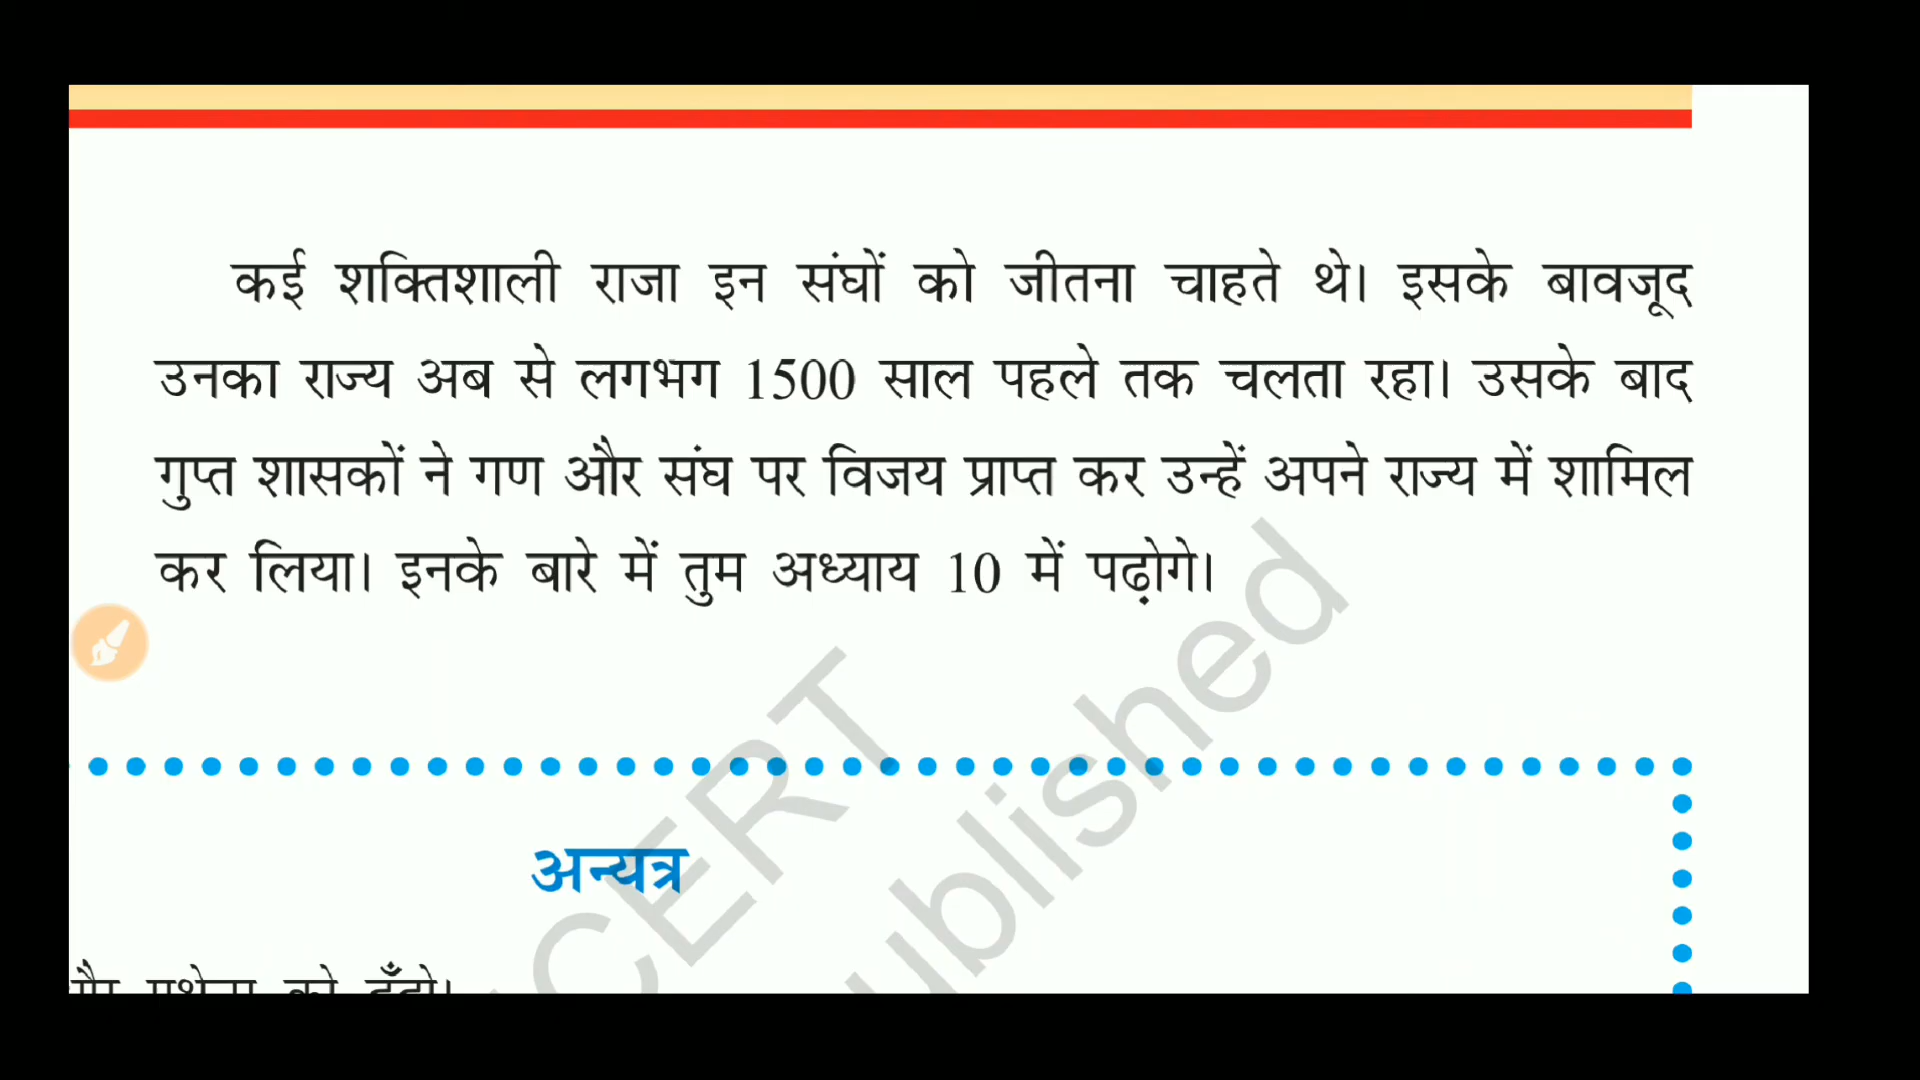 कई शक्तिशाली राजा इन संघों को जीतना चाहते थे। इसके बावजूद
उनका राज्य अब से लगभग 1500 साल पहले तक चलता रहा। उसके बाद
गुप्त शासकों ने गण और संघ पर विजय प्राप्त कर उन्हें अपने राज्य में शामिल
कर लिया। इनके बारे में तुम अध्याय 10 में पढ़ोगे।
अन्यत्र
को ढूँढ़ो।
CERT
ublished